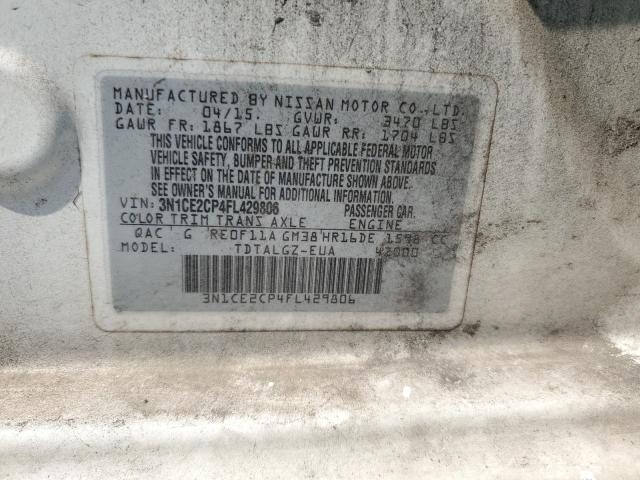 MANUFACTURED BY NISSAN MOTOR CO.,LTD.
DATE: 04/15. GVWR: 3470 LBS
GAWR FR: 1867 LBS GAWR RR: 1704 LBS
THIS VEHICLE CONFORMS TO ALL APPLICABLE FEDERAL MOTOR
VEHICLE SAFETY, BUMPER AND THEFT PREVENTION STANDARDS
IN EFFECT ON THE DATE OF MANUFACTURE SHOWN ABOVE.
SEE OWNER'S MANUAL FOR ADDITIONAL INFORMATION.
VIN: 3N1CE2CP4FL429806 PASSENGER CAR.
COLOR TRIM TRANS AXLE ENGINE
QAC G RE0F11A GM38 HR16DE 1598 CC
MODEL: TDTALGZ-EUA 42000
3N1CE2CP4FL429806